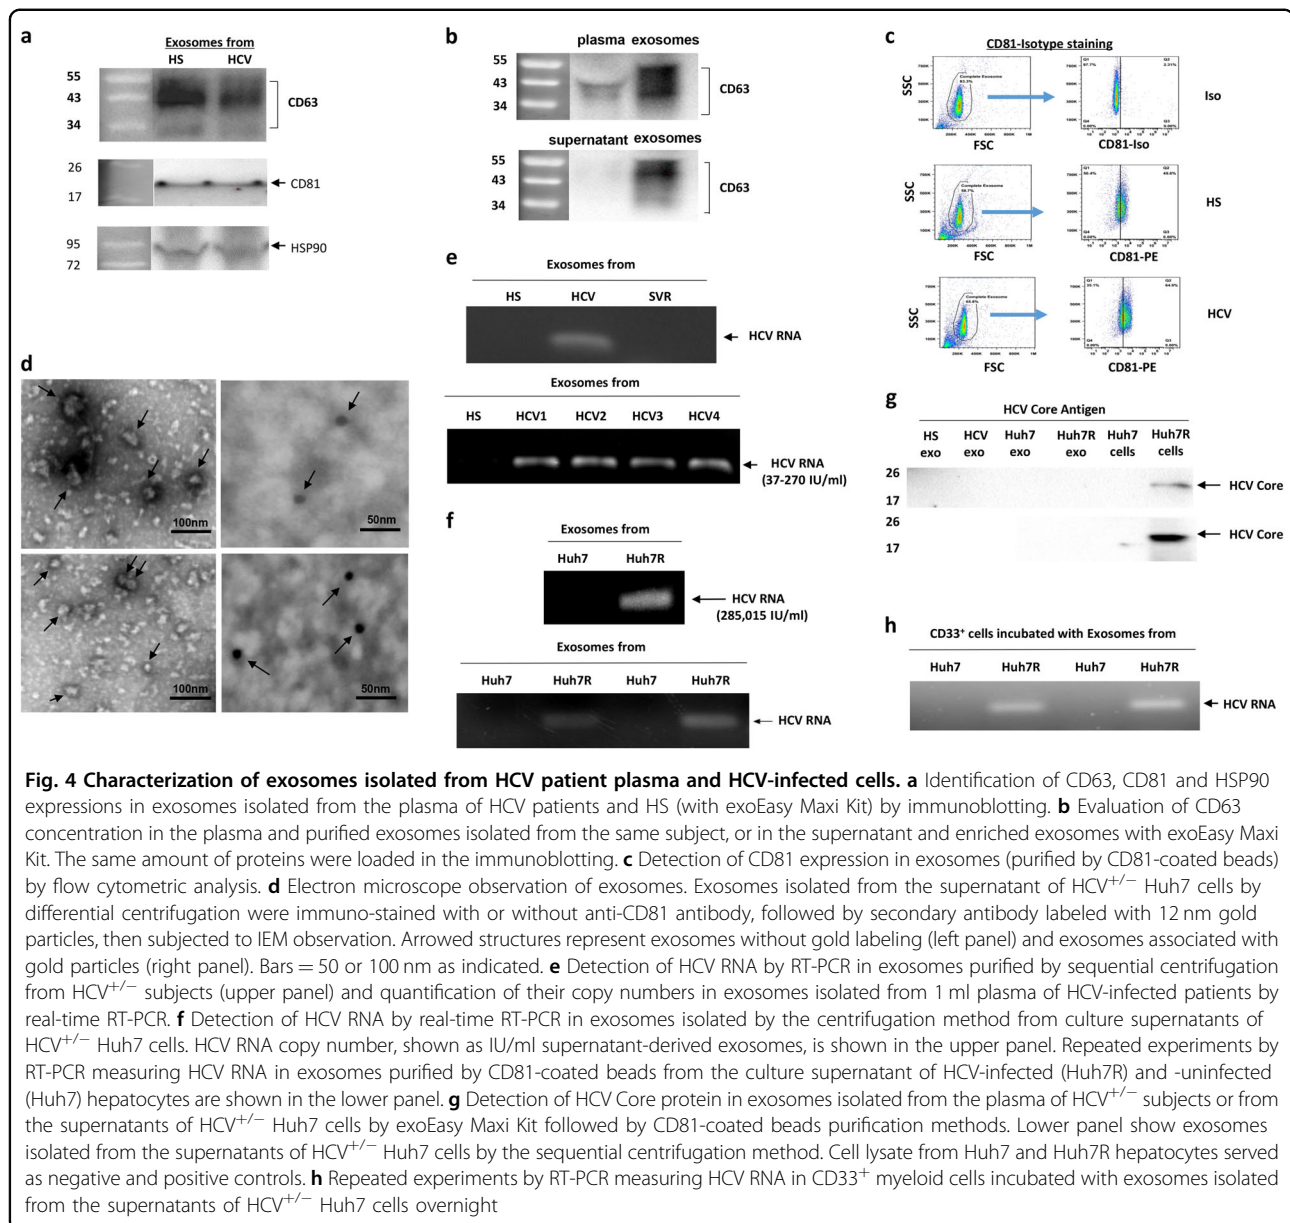 a
Exosomes from
HS HCV
55
43
34
CD63
26
17
CD81
95
72
HSP90
b
plasma exosomes
55
43
34
CD63
supernatant exosomes
55
43
34
CD63
c
CD81-Isotype staining
SSC
FSC
Complete Exosome
CD81-Iso
Iso
SSC
FSC
Complete Exosome
CD81-PE
HS
SSC
FSC
Complete Exosome
CD81-PE
HCV
d
100nm
50nm
100nm
50nm
e
Exosomes from
HS HCV SVR
HCV RNA
Exosomes from
HS HCV1 HCV2 HCV3 HCV4
HCV RNA
(37-270 IU/ml)
f
Exosomes from
Huh7 Huh7R
HCV RNA
(285,015 IU/ml)
Exosomes from
Huh7 Huh7R Huh7 Huh7R
HCV RNA
g
HCV Core Antigen
HS HCV Huh7 Huh7R Huh7 Huh7R
exo exo exo exo cells cells
26
17
HCV Core
26
17
HCV Core
h
CD33⁺ cells incubated with Exosomes from
Huh7 Huh7R Huh7 Huh7R
HCV RNA
Fig. 4 Characterization of exosomes isolated from HCV patient plasma and HCV-infected cells. a Identification of CD63, CD81 and HSP90
expressions in exosomes isolated from the plasma of HCV patients and HS (with exoEasy Maxi Kit) by immunoblotting. b Evaluation of CD63
concentration in the plasma and purified exosomes isolated from the same subject, or in the supernatant and enriched exosomes with exoEasy Maxi
Kit. The same amount of proteins were loaded in the immunoblotting. c Detection of CD81 expression in exosomes (purified by CD81-coated beads)
by flow cytometric analysis. d Electron microscope observation of exosomes. Exosomes isolated from the supernatant of HCV⁺/⁻ Huh7 cells by
differential centrifugation were immuno-stained with or without anti-CD81 antibody, followed by secondary antibody labeled with 12 nm gold
particles, then subjected to IEM observation. Arrowed structures represent exosomes without gold labeling (left panel) and exosomes associated with
gold particles (right panel). Bars = 50 or 100 nm as indicated. e Detection of HCV RNA by RT-PCR in exosomes purified by sequential centrifugation
from HCV⁺/⁻ subjects (upper panel) and quantification of their copy numbers in exosomes isolated from 1 ml plasma of HCV-infected patients by
real-time RT-PCR. f Detection of HCV RNA by real-time RT-PCR in exosomes isolated by the centrifugation method from culture supernatants of
HCV⁺/⁻ Huh7 cells. HCV RNA copy number, shown as IU/ml supernatant-derived exosomes, is shown in the upper panel. Repeated experiments by
RT-PCR measuring HCV RNA in exosomes purified by CD81-coated beads from the culture supernatant of HCV-infected (Huh7R) and -uninfected
(Huh7) hepatocytes are shown in the lower panel. g Detection of HCV Core protein in exosomes isolated from the plasma of HCV⁺/⁻ subjects or from
the supernatants of HCV⁺/⁻ Huh7 cells by exoEasy Maxi Kit followed by CD81-coated beads purification methods. Lower panel show exosomes
isolated from the supernatants of HCV⁺/⁻ Huh7 cells by the sequential centrifugation method. Cell lysate from Huh7 and Huh7R hepatocytes served
as negative and positive controls. h Repeated experiments by RT-PCR measuring HCV RNA in CD33⁺ myeloid cells incubated with exosomes isolated
from the supernatants of HCV⁺/⁻ Huh7 cells overnight